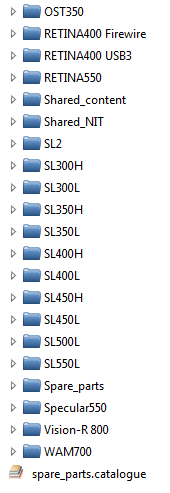 OST350
RETINA400 Firewire
RETINA400 USB3
RETINA550
Shared_content
Shared_NIT
SL2
SL300H
SL300L
SL350H
SL350L
SL400H
SL400L
SL450H
SL450L
SL500L
SL550L
Spare_parts
Specular550
Vision-R 800
WAM700
spare_parts.catalogue